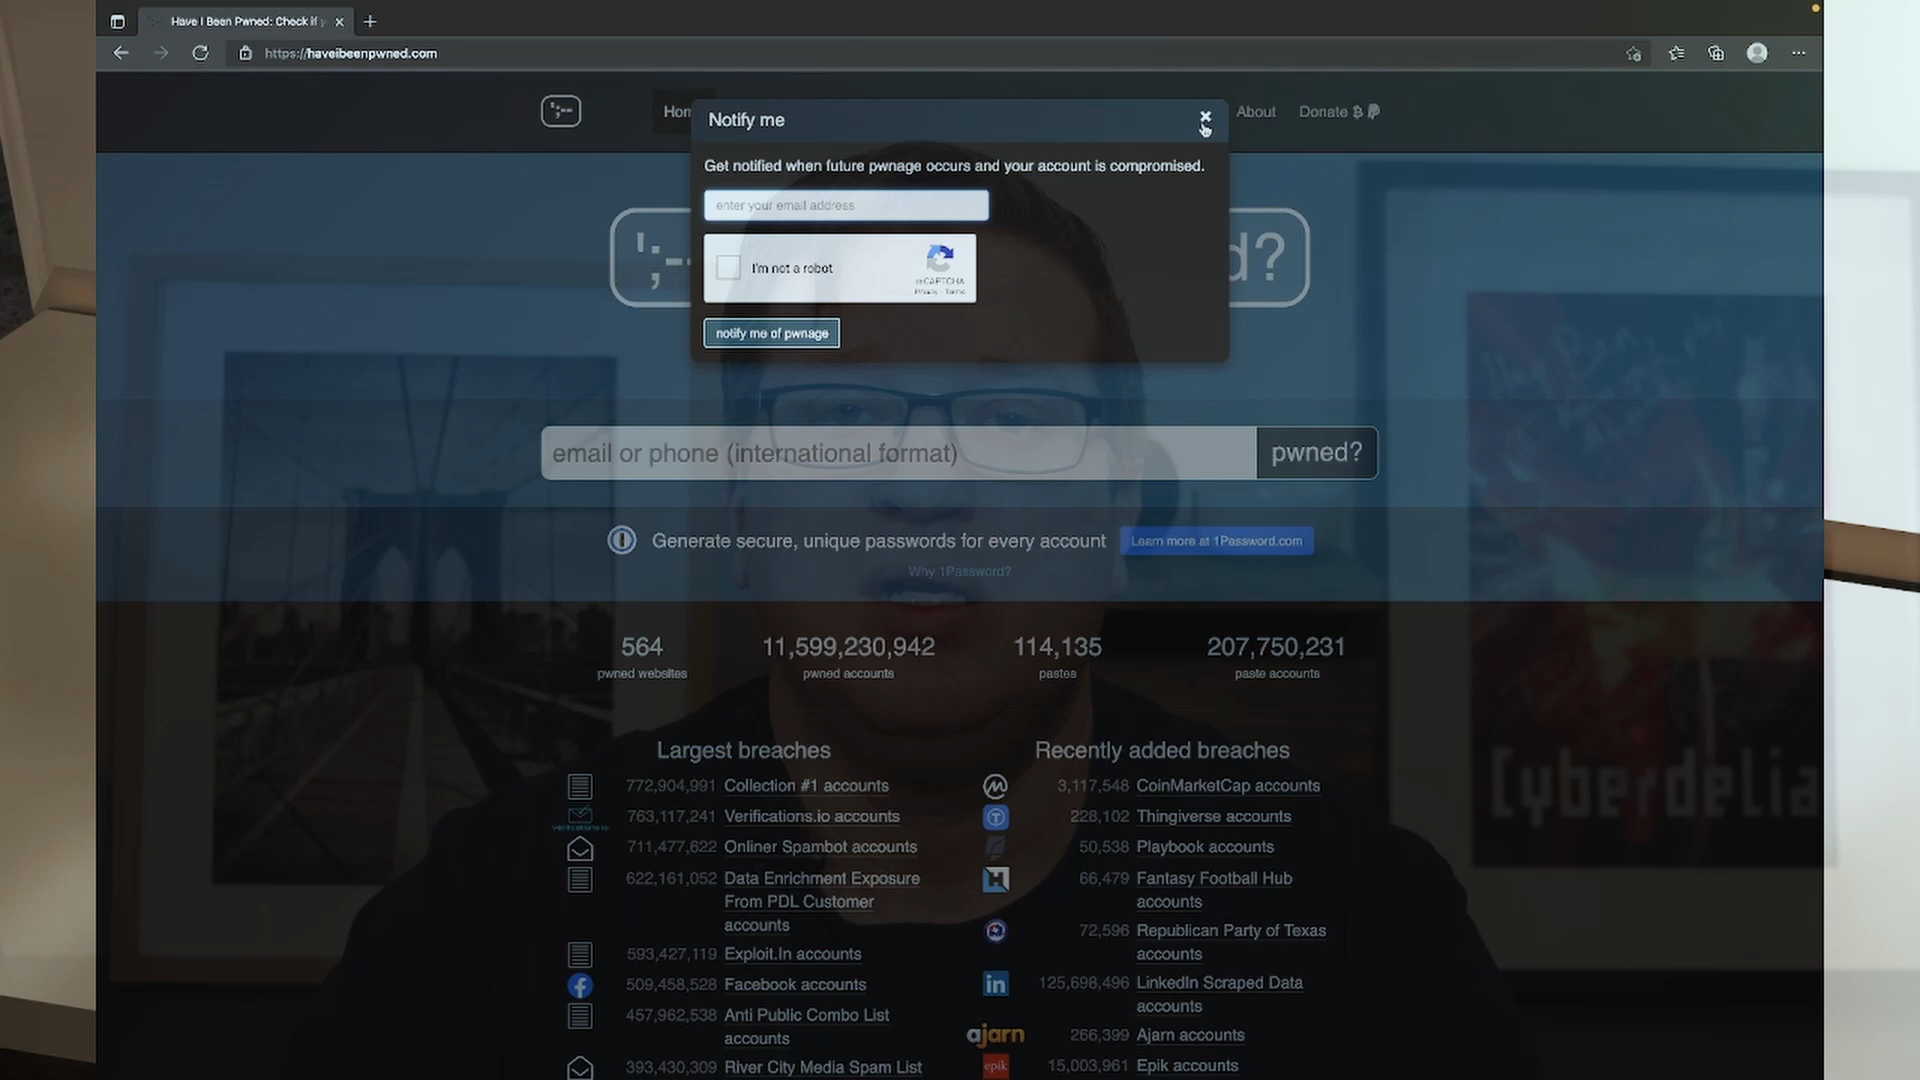 Have I Been Pwned: Check if y
https://haveibeenpwned.com
';--
Hom
About
Donate
Notify me
Get notified when future pwnage occurs and your account is compromised.
enter your email address
I'm not a robot
reCAPTCHA
Privacy - Terms
notify me of pwnage
';--
d?
email or phone (international format)
pwned?
Generate secure, unique passwords for every account
Learn more at 1Password.com
Why 1Password?
564
11,599,230,942
114,135
207,750,231
pwned websites
pwned accounts
pastes
paste accounts
Largest breaches
772,904,991 Collection #1 accounts
verifications.io
763,117,241 Verifications.io accounts
711,477,622 Onliner Spambot accounts
622,161,052 Data Enrichment Exposure
From PDL Customer
accounts
593,427,119 Exploit.In accounts
509,458,528 Facebook accounts
457,962,538 Anti Public Combo List
accounts
393,430,309 River City Media Spam List
Recently added breaches
3,117,548 CoinMarketCap accounts
228,102 Thingiverse accounts
50,538 Playbook accounts
66,479 Fantasy Football Hub
accounts
72,596 Republican Party of Texas
accounts
in
125,698,496 LinkedIn Scraped Data
accounts
ajarn
266,399 Ajarn accounts
epik
15,003,961 Epik accounts
Cyberdelia